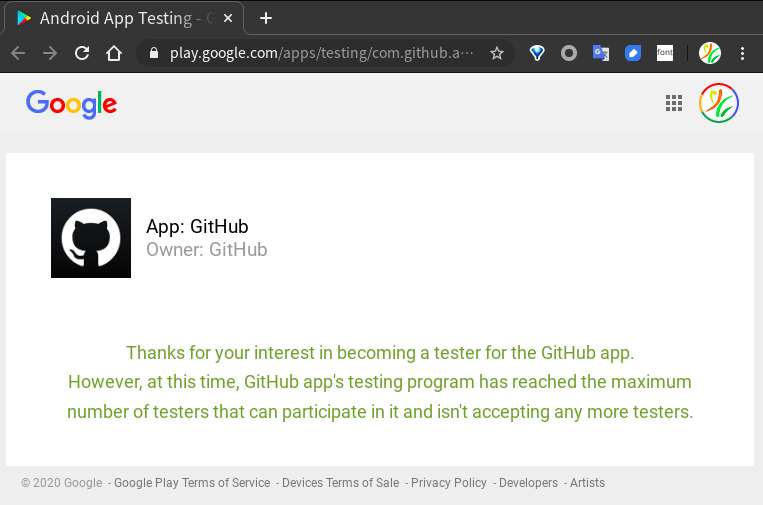 Android App Testing -
play.google.com/apps/testing/com.github.a...
font
Google
App: GitHub
Owner: GitHub
Thanks for your interest in becoming a tester for the GitHub app.
However, at this time, GitHub app's testing program has reached the maximum
number of testers that can participate in it and isn't accepting any more testers.
© 2020 Google - Google Play Terms of Service - Devices Terms of Sale - Privacy Policy - Developers - Artists